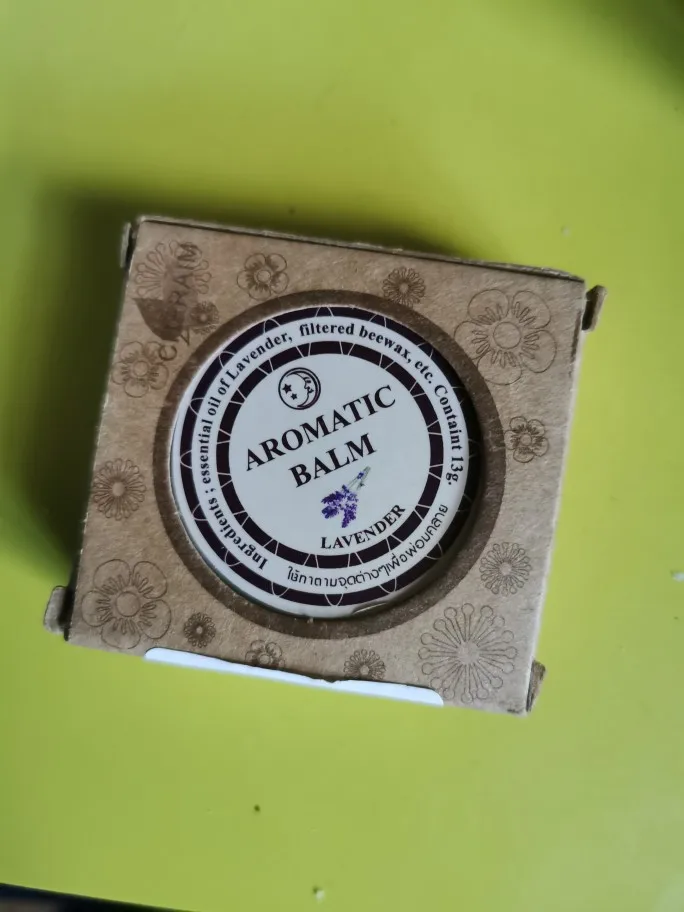 Ingredients ; essential oil of Lavender, filtered beewax, etc. Containt 13g.
AROMATIC
BALM
LAVENDER
ใช้ทาตามจุดต่างๆเพื่อผ่อนคลาย